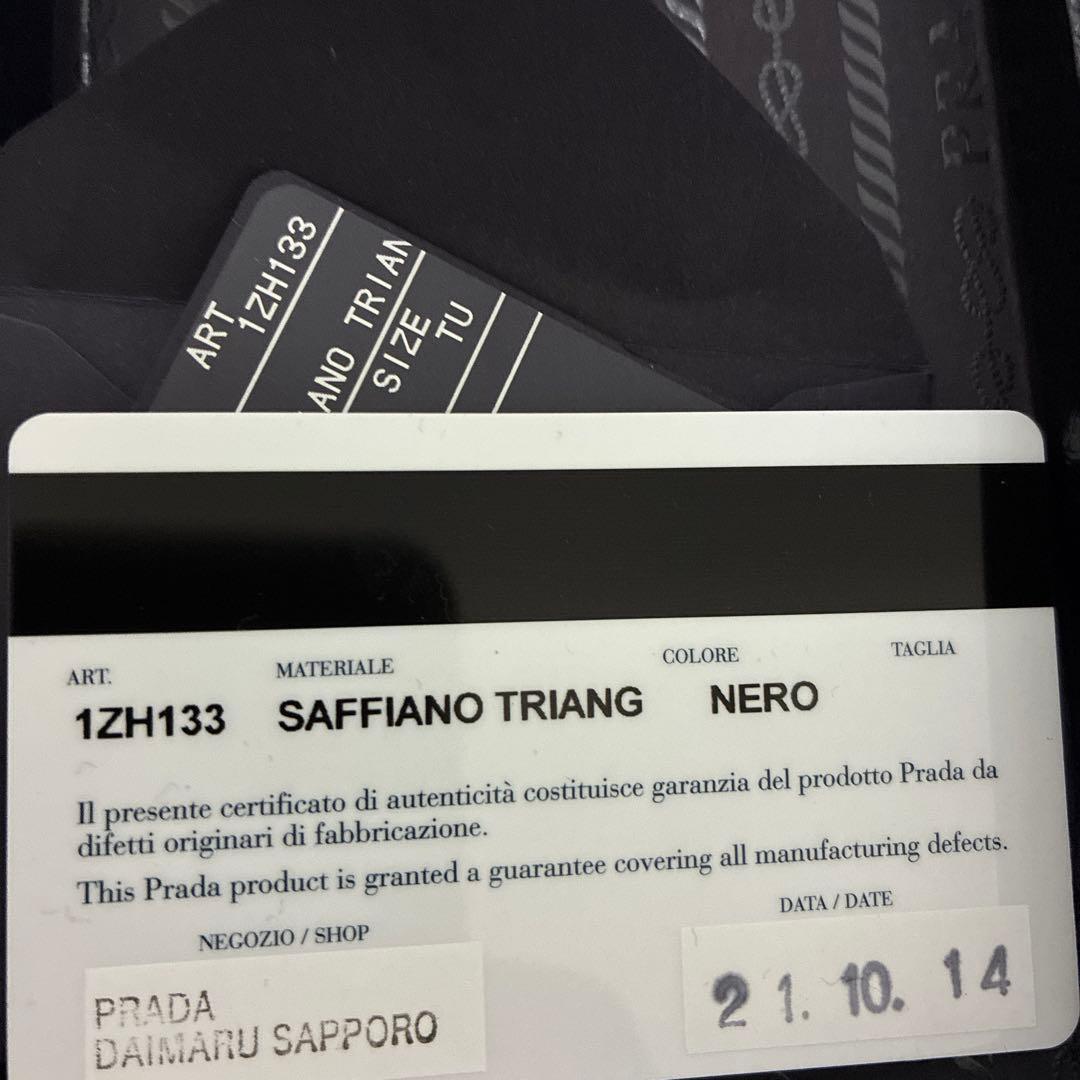 PRA
ART
1ZH133
ANO TRIAN
SIZE
TU
ART.
MATERIALE
COLORE
TAGLIA
1ZH133 SAFFIANO TRIANG NERO
Il presente certificato di autenticità costituisce garanzia del prodotto Prada da
difetti originari di fabbricazione.
This Prada product is granted a guarantee covering all manufacturing defects.
NEGOZIO / SHOP
DATA / DATE
PRADA
DAIMARU SAPPORO
21. 10. 14